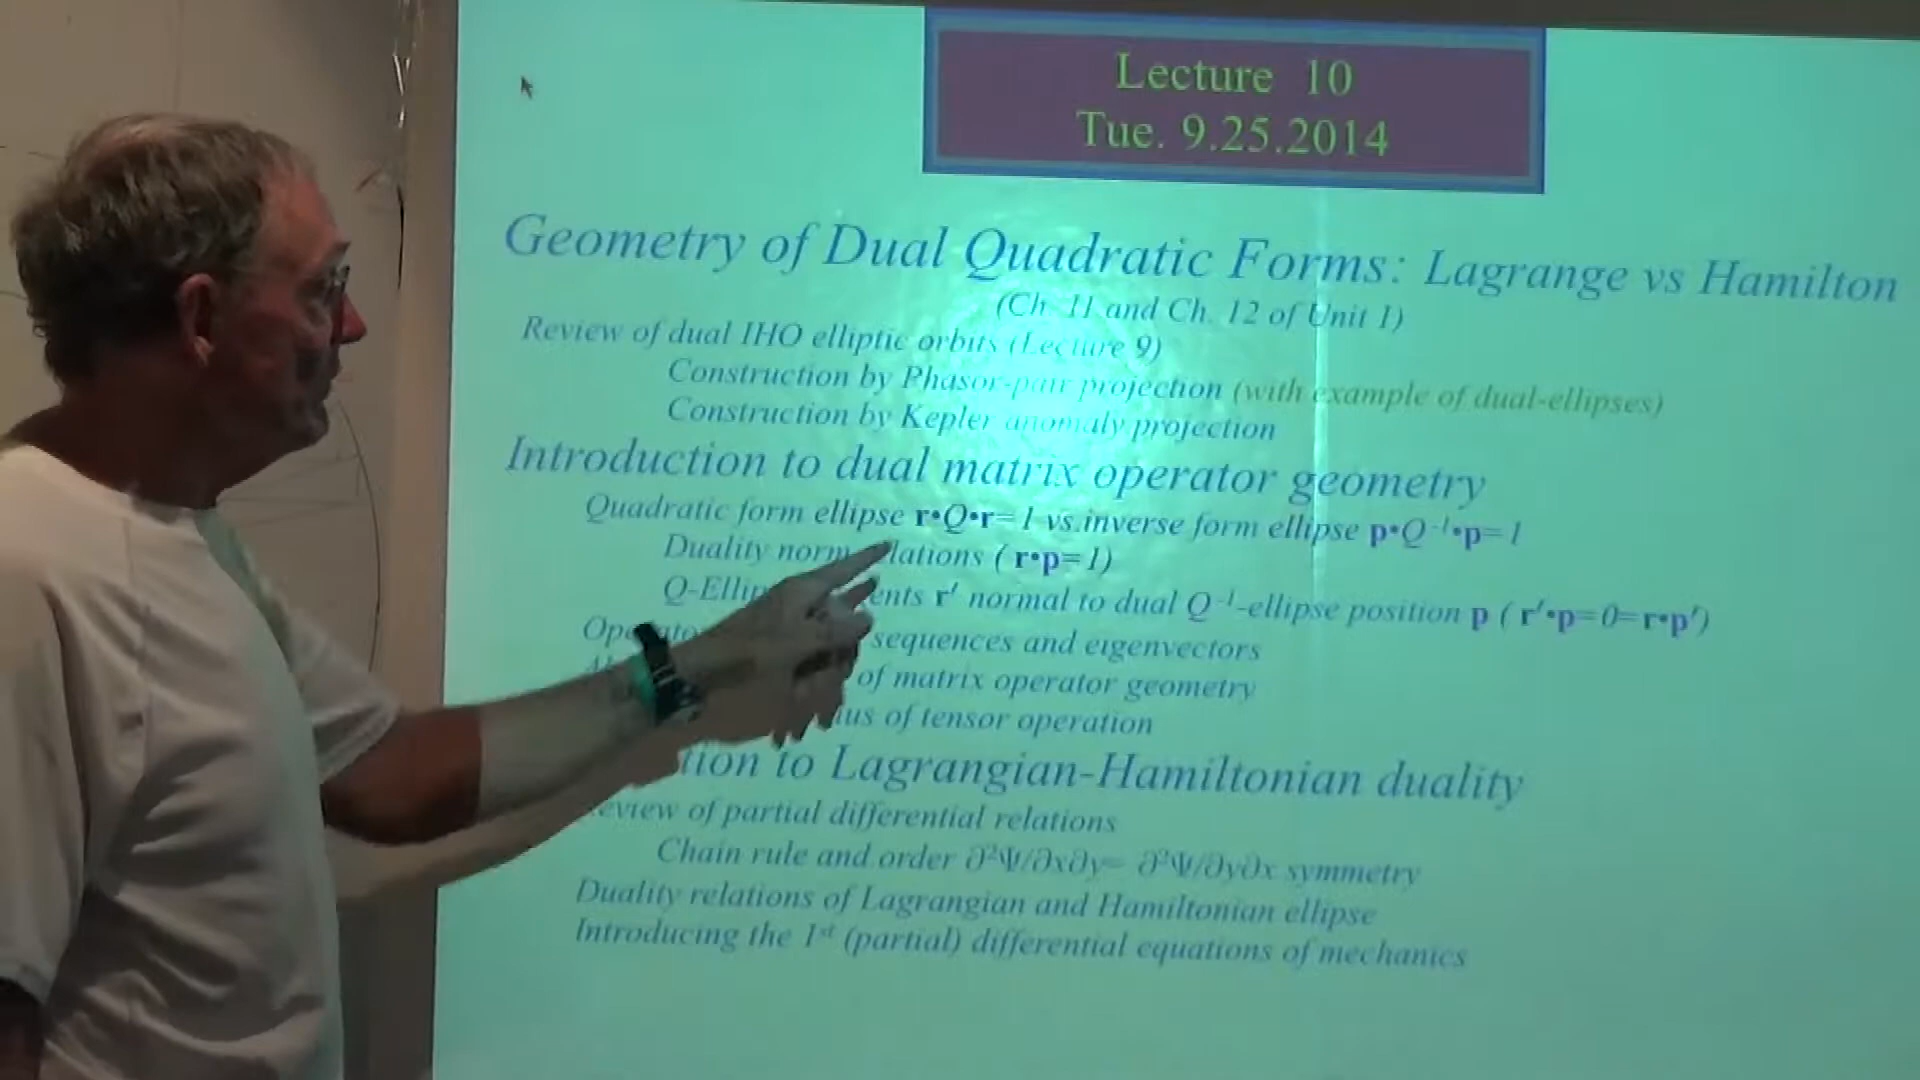 Lecture 10
Tue. 9.25.2014
Geometry of Dual Quadratic Forms: Lagrange vs Hamilton
(Ch. 11 and Ch. 12 of Unit 1)
Review of dual IHO elliptic orbits (Lecture 9)
Construction by Phasor-pair projection (with example of dual-ellipses)
Construction by Kepler anomaly projection
Introduction to dual matrix operator geometry
Quadratic form ellipse r•Q•r=1 vs.inverse form ellipse p•Q⁻¹•p=1
Duality norm lations ( r•p=1)
Q-Ellip ents r′ normal to dual Q⁻¹-ellipse position p ( r′•p=0=r•p′)
Operato sequences and eigenvectors
of matrix operator geometry
ius of tensor operation
tion to Lagrangian-Hamiltonian duality
eview of partial differential relations
Chain rule and order ∂²Ψ/∂x∂y= ∂²Ψ/∂y∂x symmetry
Duality relations of Lagrangian and Hamiltonian ellipse
Introducing the 1st (partial) differential equations of mechanics